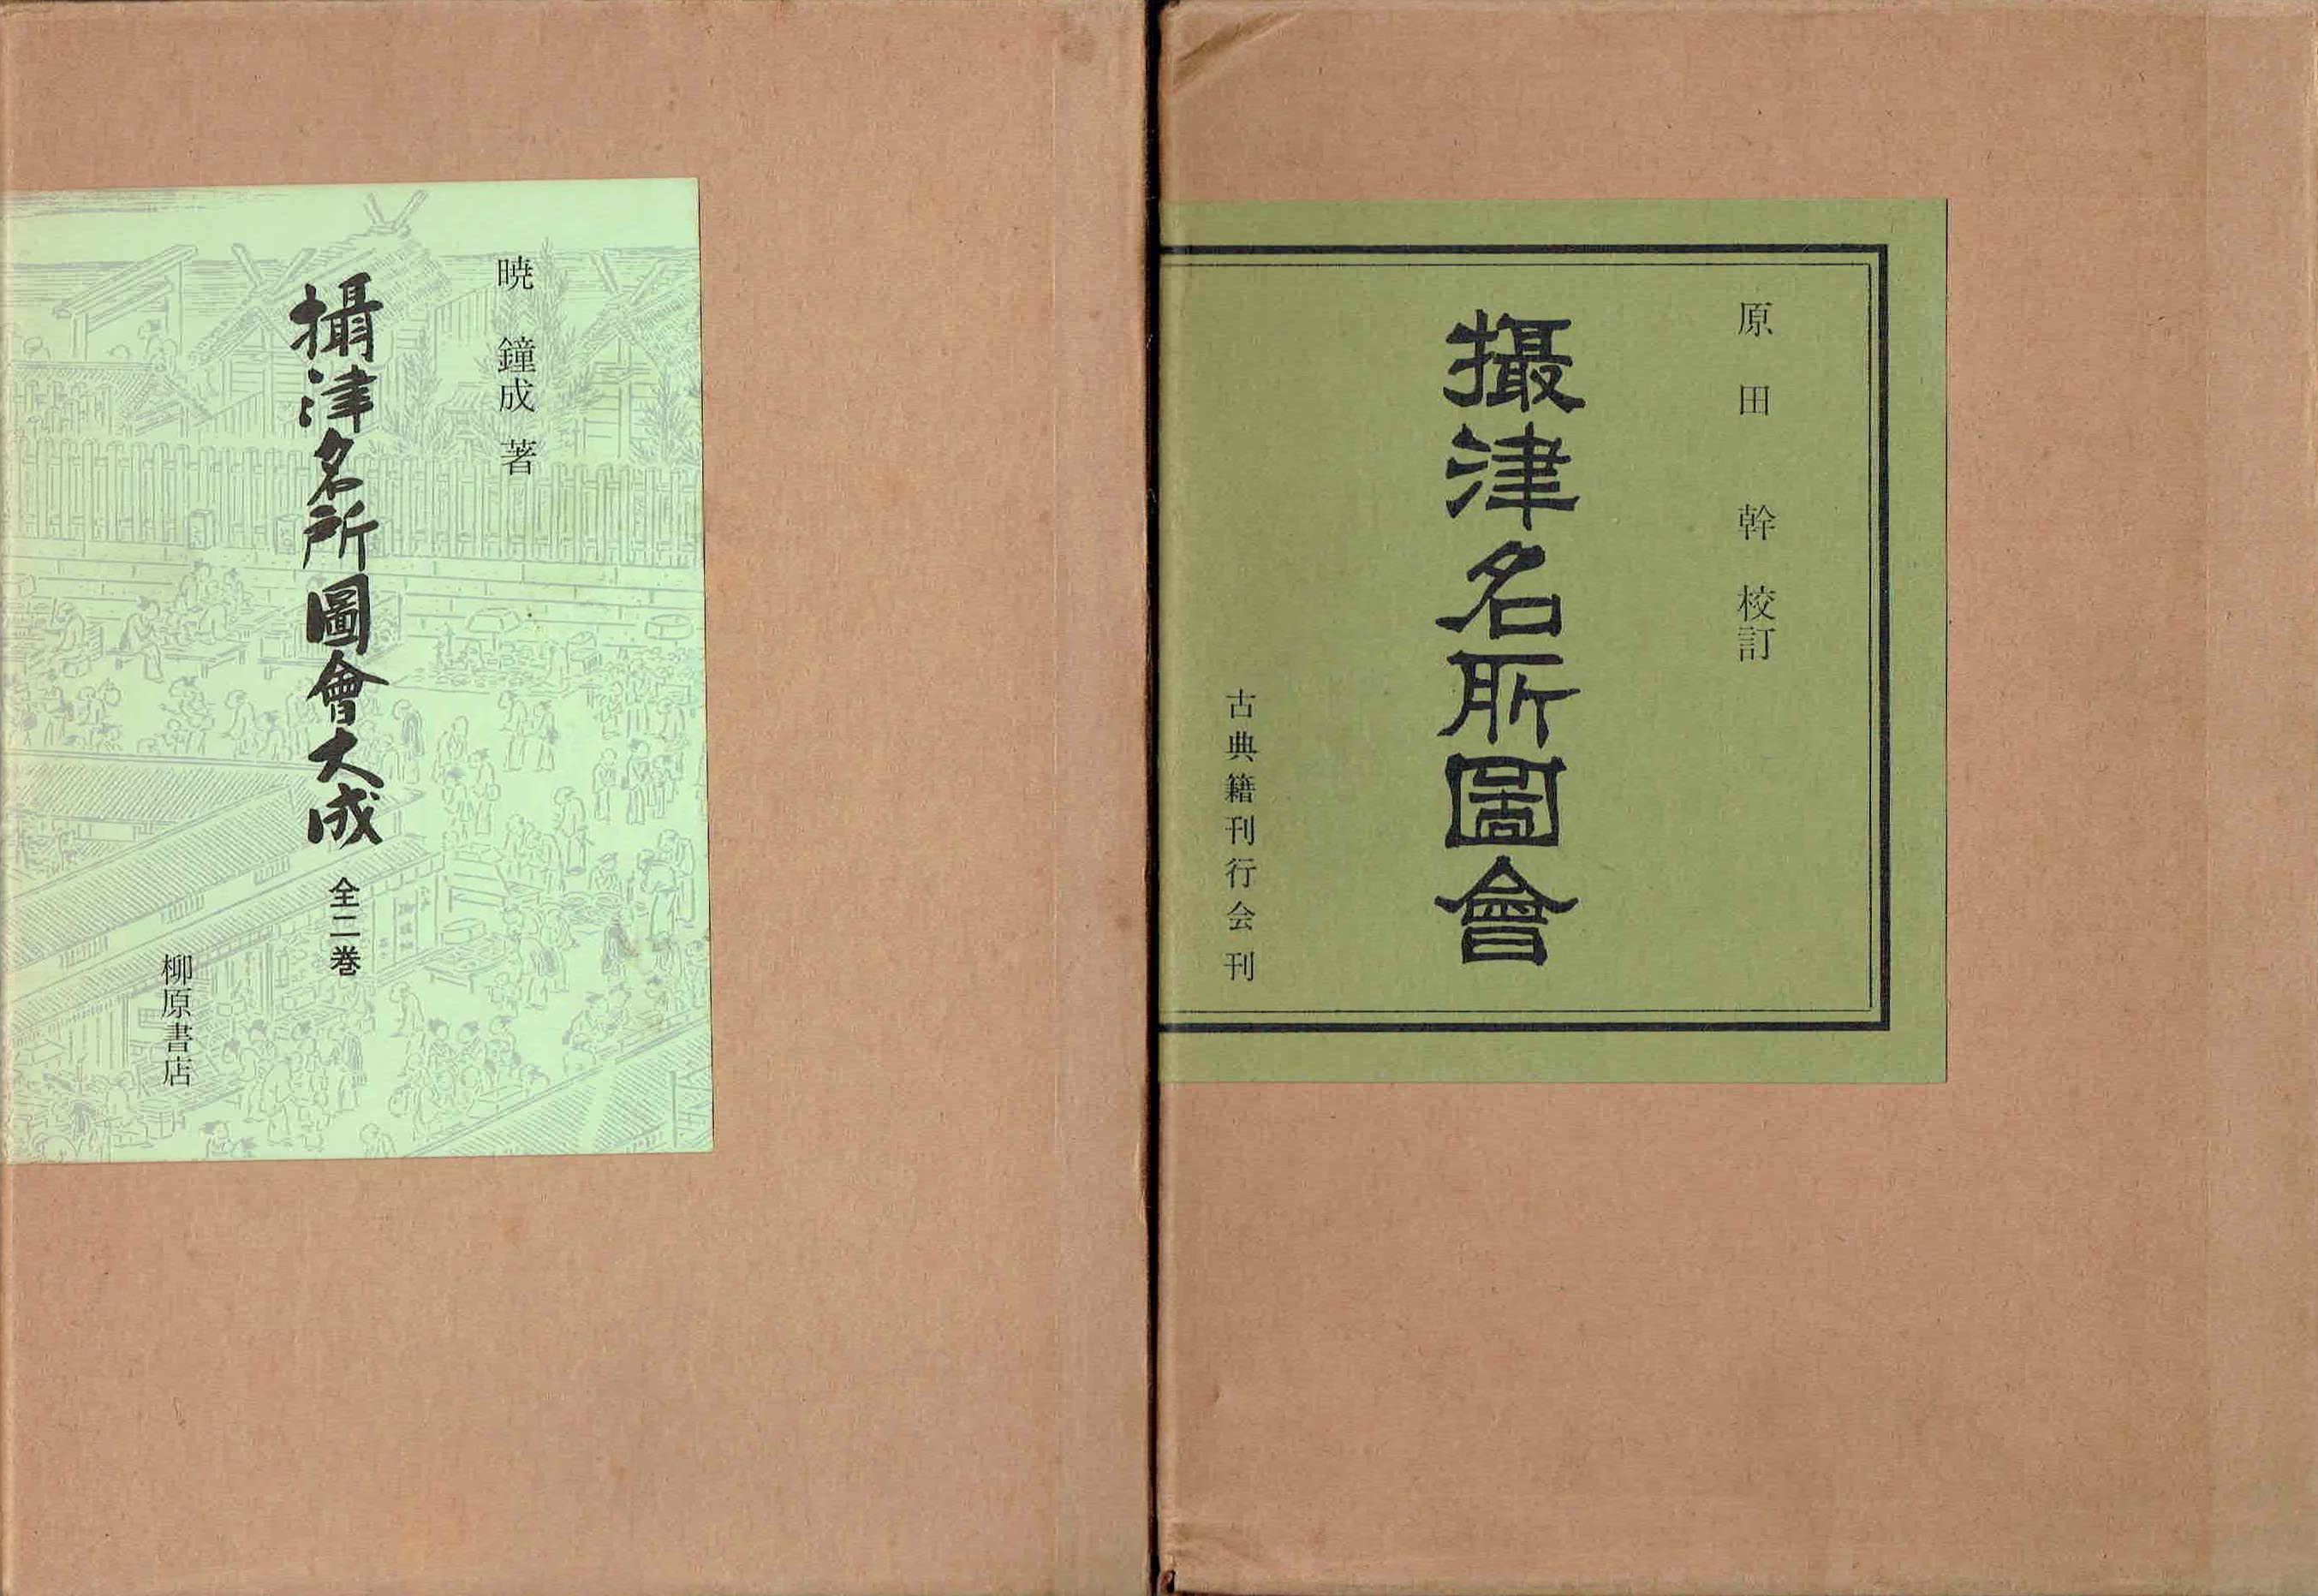 暁 鐘成 著
攝津名所圖會大成 全二巻
柳原書店
原田 幹 校訂
摂津名所圖會
古典籍刊行会刊